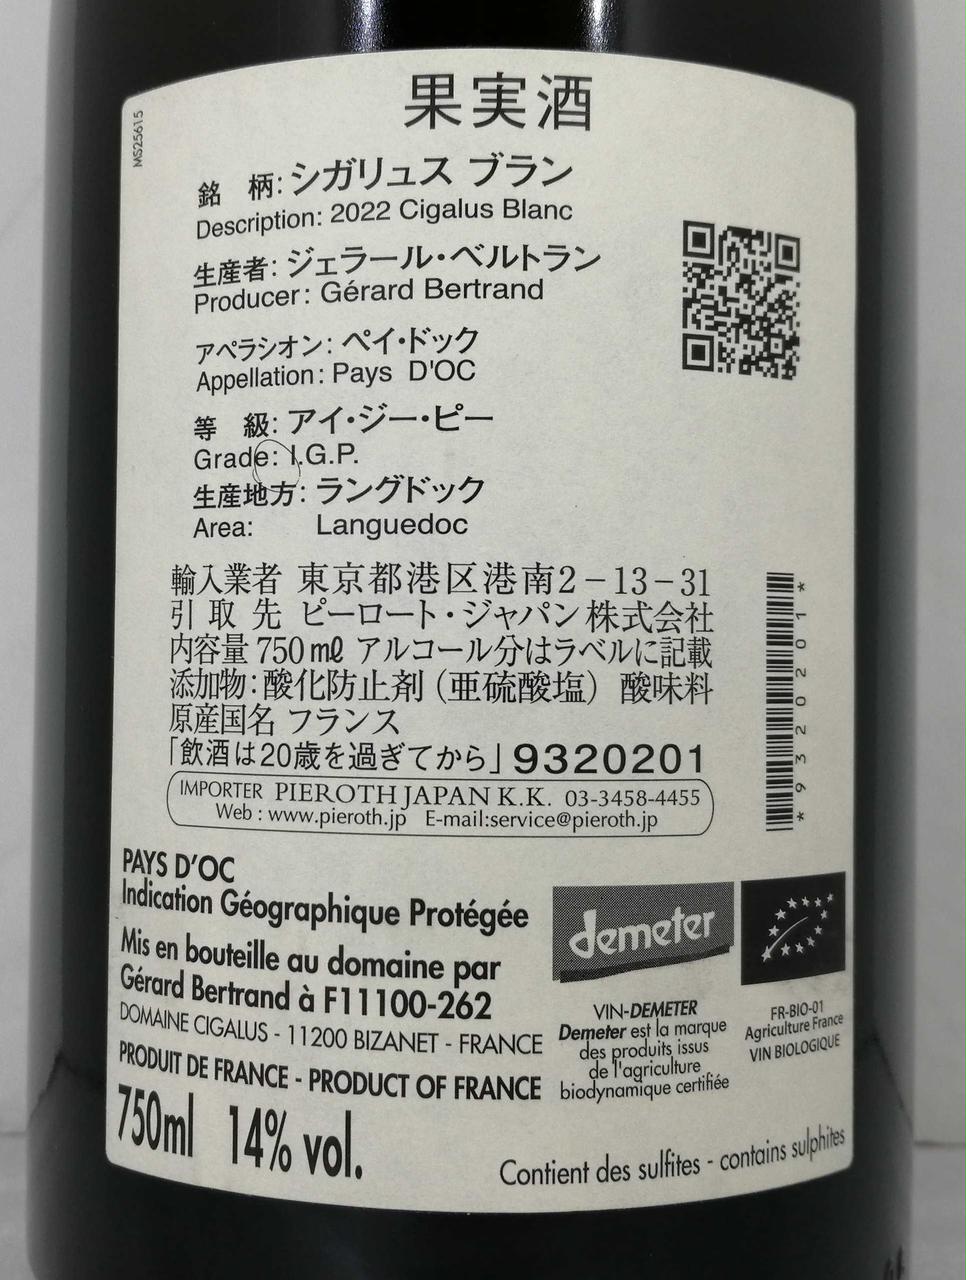 果実酒
MS25615
銘 柄: シガリュス ブラン
Description: 2022 Cigalus Blanc
生産者: ジェラール・ベルトラン
Producer: Gérard Bertrand
アペラシオン: ペイ・ドック
Appellation: Pays D'OC
等 級: アイ・ジー・ピー
Grade: I.G.P.
生産地方: ラングドック
Area: Languedoc
輸入業者 東京都港区港南2-13-31
引取先 ピーロート・ジャパン株式会社
内容量 750mℓ アルコール分はラベルに記載
添加物: 酸化防止剤 (亜硫酸塩) 酸味料
原産国名 フランス
「飲酒は20歳を過ぎてから」 9320201
*9320201*
IMPORTER PIEROTH JAPAN K.K. 03-3458-4455
Web : www.pieroth.jp E-mail:service@pieroth.jp
PAYS D'OC
Indication Géographique Protégée
Mis en bouteille au domaine par
Gérard Bertrand à F11100-262
DOMAINE CIGALUS - 11200 BIZANET - FRANCE
PRODUIT DE FRANCE - PRODUCT OF FRANCE
750ml 14% vol.
demeter
VIN-DEMETER
Demeter est la marque
des produits issus
de l'agriculture
biodynamique certifiée
FR-BIO-01
Agriculture France
VIN BIOLOGIQUE
Contient des sulfites - contains sulphites